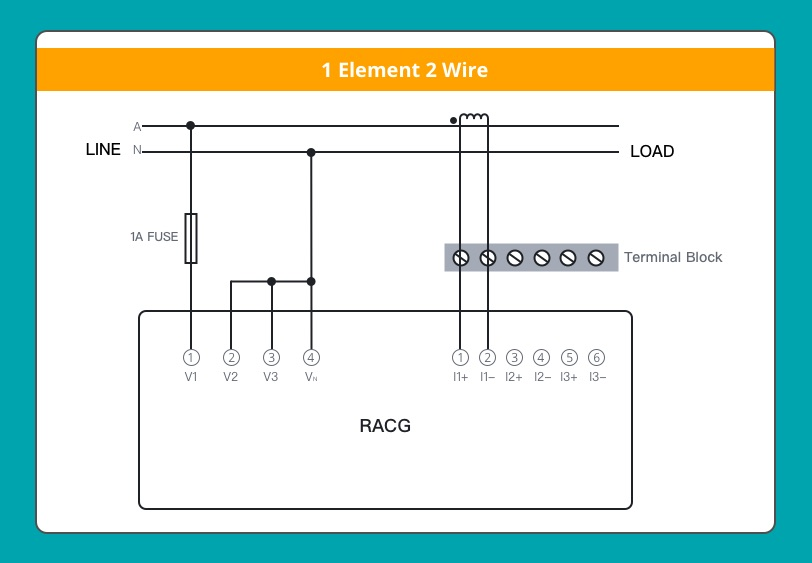 1 Element 2 Wire
A
LINE N
LOAD
1A FUSE
Terminal Block
1 2 3 4 1 2 3 4 5 6
V1 V2 V3 VN I1+ I1– I2+ I2– I3+ I3–
RACG